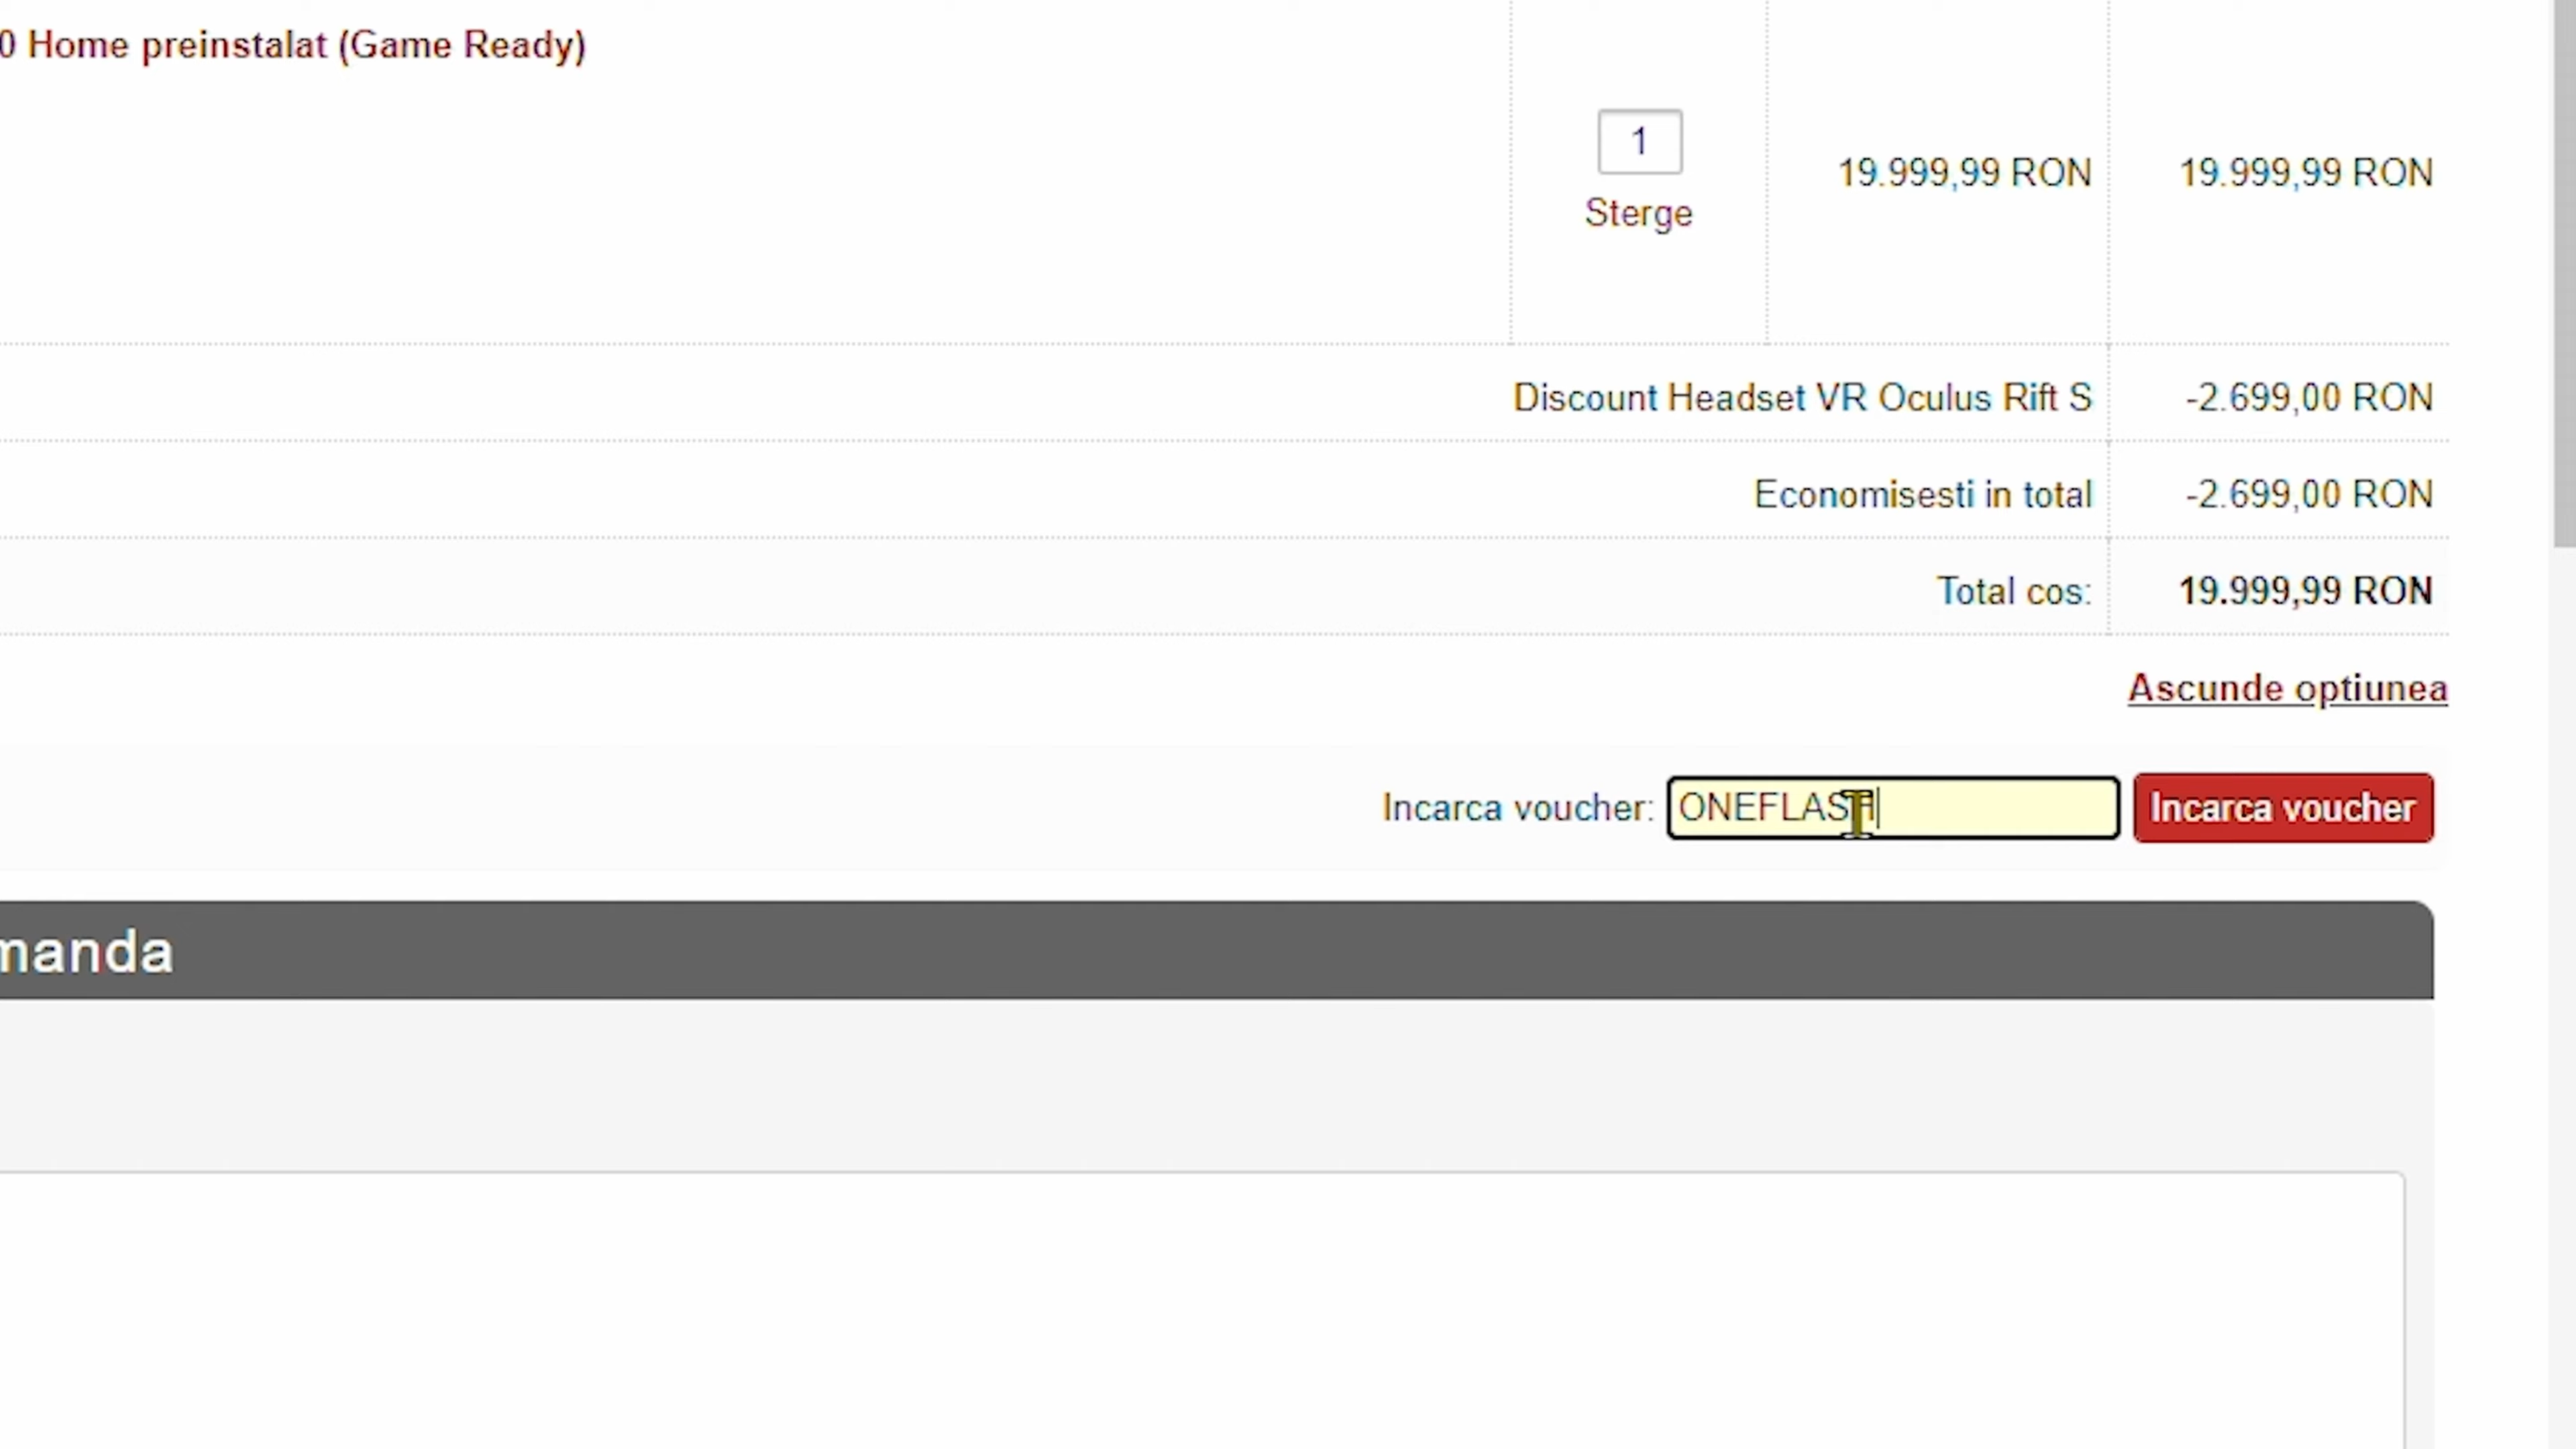 0 Home preinstalat (Game Ready)
1
Sterge
19.999,99 RON
19.999,99 RON
Discount Headset VR Oculus Rift S
-2.699,00 RON
Economisesti in total
-2.699,00 RON
Total cos:
19.999,99 RON
Ascunde optiunea
Incarca voucher:
ONEFLASH
Incarca voucher
manda